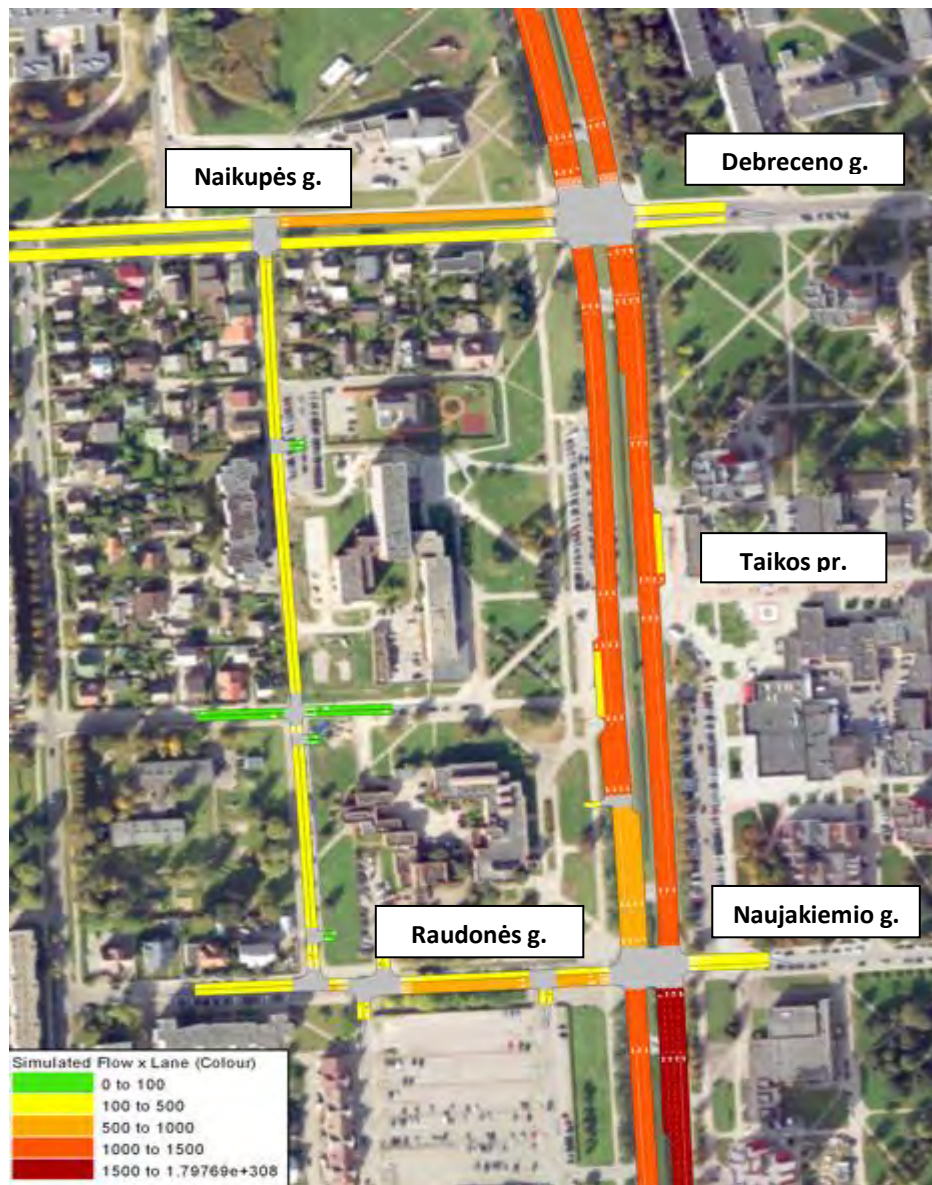 Naikupės g.
Debreceno g.
Taikos pr.
Naujakiemio g.
Raudonės g.
Simulated Flow x Lane (Colour)
0 to 100
100 to 500
500 to 1000
1000 to 1500
1500 to 1.79769e+308